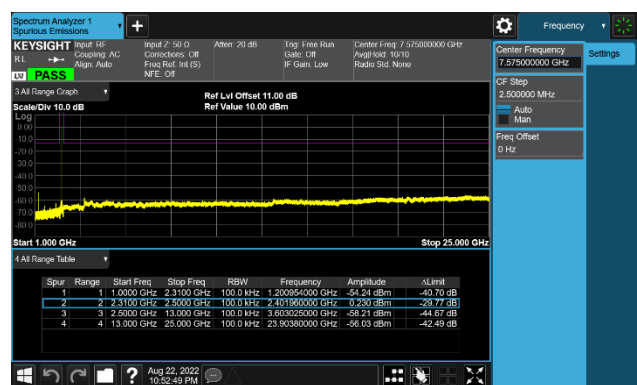 Spectrum Analyzer 1
Spurious Emissions
+
Frequency
KEYSIGHT Input: RF Input Z: 50 Ω Atten: 20 dB Trig: Free Run Center Freq: 7.575000000 GHz
RL Coupling: AC Corrections: Off Gate: Off Avg|Hold: 10/10
Align: Auto Freq Ref: Int (S) IF Gain: Low Radio Std: None
LXI PASS NFE: Off
Center Frequency
7.575000000 GHz
Settings
CF Step
2.500000 MHz
Auto
Man
Freq Offset
0 Hz
3 All Range Graph
Ref Lvl Offset 11.00 dB
Scale/Div 10.0 dB Ref Value 10.00 dBm
Log
0.00
-10.0
-20.0
-30.0
-40.0
-50.0
-60.0
-70.0
-80.0
Start 1.000 GHz Stop 25.000 GHz
4 All Range Table
Spur Range Start Freq Stop Freq RBW Frequency Amplitude ΔLimit
1 1 1.0000 GHz 2.3100 GHz 100.0 kHz 1.200954000 GHz -54.24 dBm -40.70 dB
2 2 2.3100 GHz 2.5000 GHz 100.0 kHz 2.401960000 GHz 0.230 dBm -29.77 dB
3 3 2.5000 GHz 13.000 GHz 100.0 kHz 3.603025000 GHz -58.21 dBm -44.67 dB
4 4 13.000 GHz 25.000 GHz 100.0 kHz 23.90380000 GHz -56.03 dBm -42.49 dB
? Aug 22, 2022
10:52:49 PM